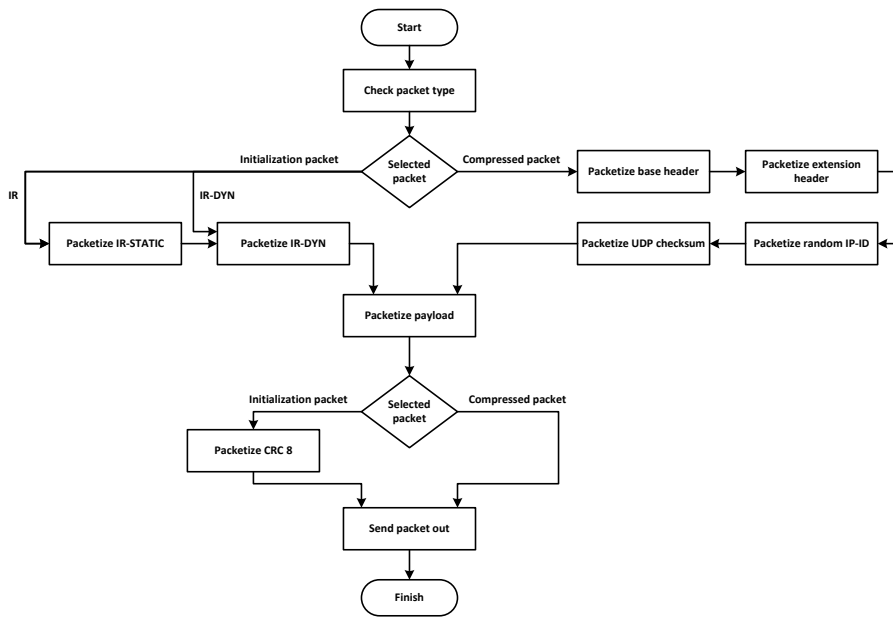 Start
Check packet type
Initialization packet
Selected
packet
Compressed packet
Packetize base header
Packetize extension
header
IR
IR-DYN
Packetize IR-STATIC
Packetize IR-DYN
Packetize UDP checksum
Packetize random IP-ID
Packetize payload
Initialization packet
Selected
packet
Compressed packet
Packetize CRC 8
Send packet out
Finish